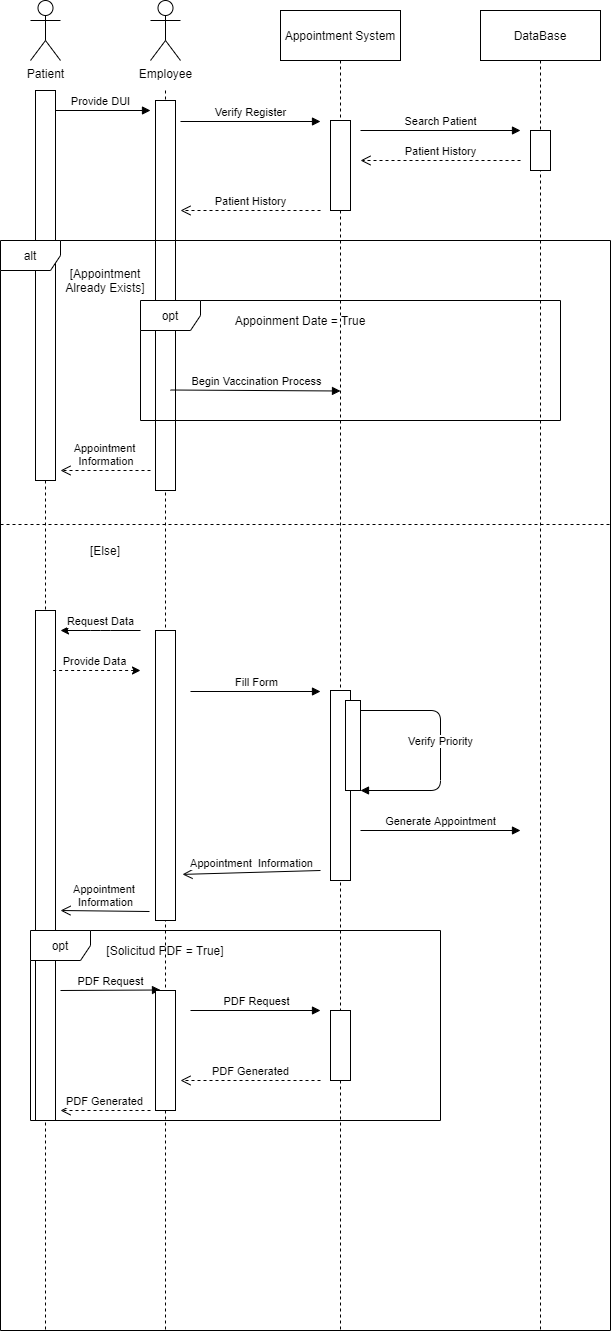 Patient
Employee
Appointment System
DataBase
Provide DUI
Verify Register
Search Patient
Patient History
Patient History
alt
[Appointment
Already Exists]
opt
Appoinment Date = True
Begin Vaccination Process
Appointment
Information
[Else]
Request Data
Provide Data
Fill Form
Verify Priority
Generate Appointment
Appointment Information
Appointment
Information
opt
[Solicitud PDF = True]
PDF Request
PDF Request
PDF Generated
PDF Generated